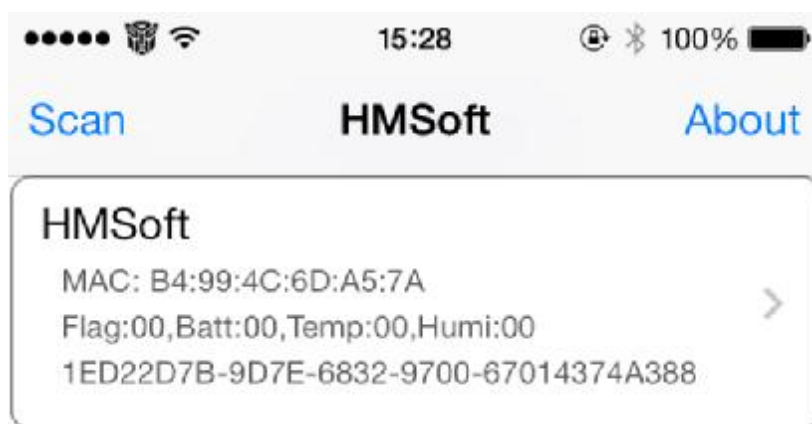 15:28 100%
Scan HMSoft About
HMSoft
MAC: B4:99:4C:6D:A5:7A
Flag:00,Batt:00,Temp:00,Humi:00
1ED22D7B-9D7E-6832-9700-67014374A388